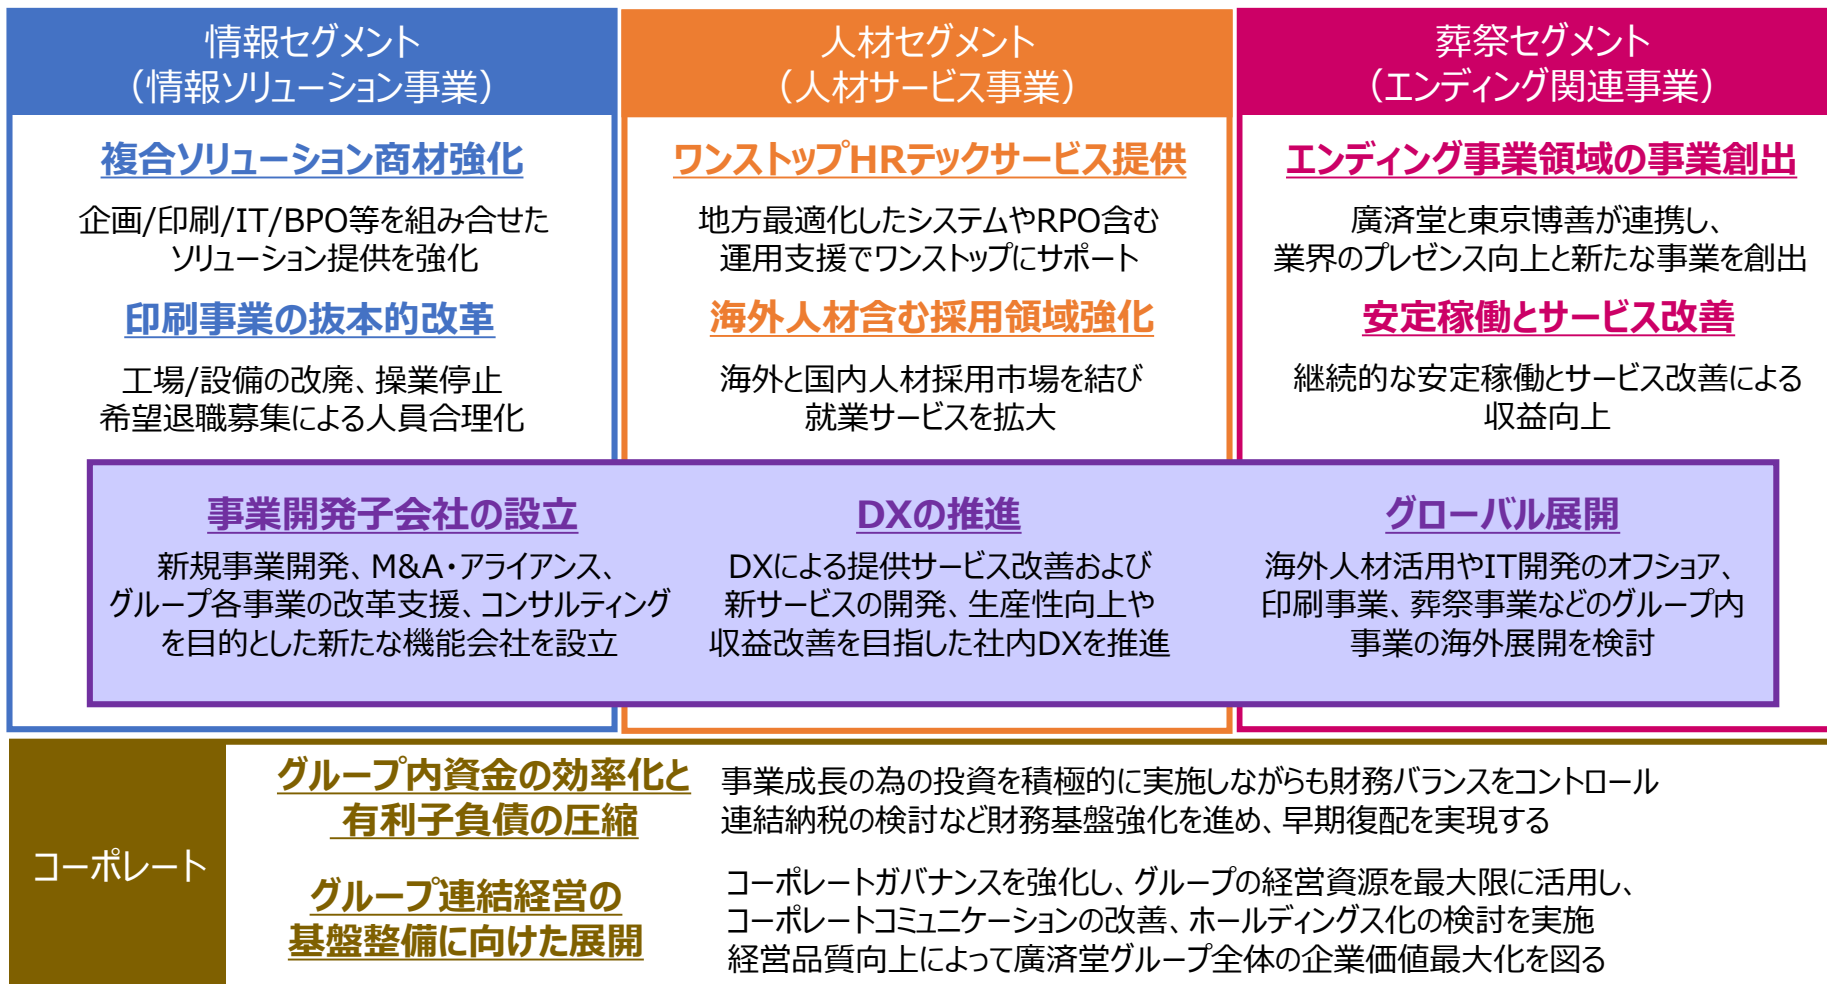 情報セグメント
（情報ソリューション事業）
複合ソリューション商材強化
企画/印刷/IT/BPO等を組み合せた
ソリューション提供を強化
印刷事業の抜本的改革
工場/設備の改廃、操業停止
希望退職募集による人員合理化
人材セグメント
（人材サービス事業）
ワンストップHRテックサービス提供
地方最適化したシステムやRPO含む
運用支援でワンストップにサポート
海外人材含む採用領域強化
海外と国内人材採用市場を結び
就業サービスを拡大
葬祭セグメント
（エンディング関連事業）
エンディング事業領域の事業創出
廣済堂と東京博善が連携し、
業界のプレゼンス向上と新たな事業を創出
安定稼働とサービス改善
継続的な安定稼働とサービス改善による
収益向上
事業開発子会社の設立
新規事業開発、M&A・アライアンス、
グループ各事業の改革支援、コンサルティング
を目的とした新たな機能会社を設立
DXの推進
DXによる提供サービス改善および
新サービスの開発、生産性向上や
収益改善を目指した社内DXを推進
グローバル展開
海外人材活用やIT開発のオフショア、
印刷事業、葬祭事業などのグループ内
事業の海外展開を検討
コーポレート
グループ内資金の効率化と
有利子負債の圧縮
事業成長の為の投資を積極的に実施しながらも財務バランスをコントロール
連結納税の検討など財務基盤強化を進め、早期復配を実現する
グループ連結経営の
基盤整備に向けた展開
コーポレートガバナンスを強化し、グループの経営資源を最大限に活用し、
コーポレートコミュニケーションの改善、ホールディングス化の検討を実施
経営品質向上によって廣済堂グループ全体の企業価値最大化を図る